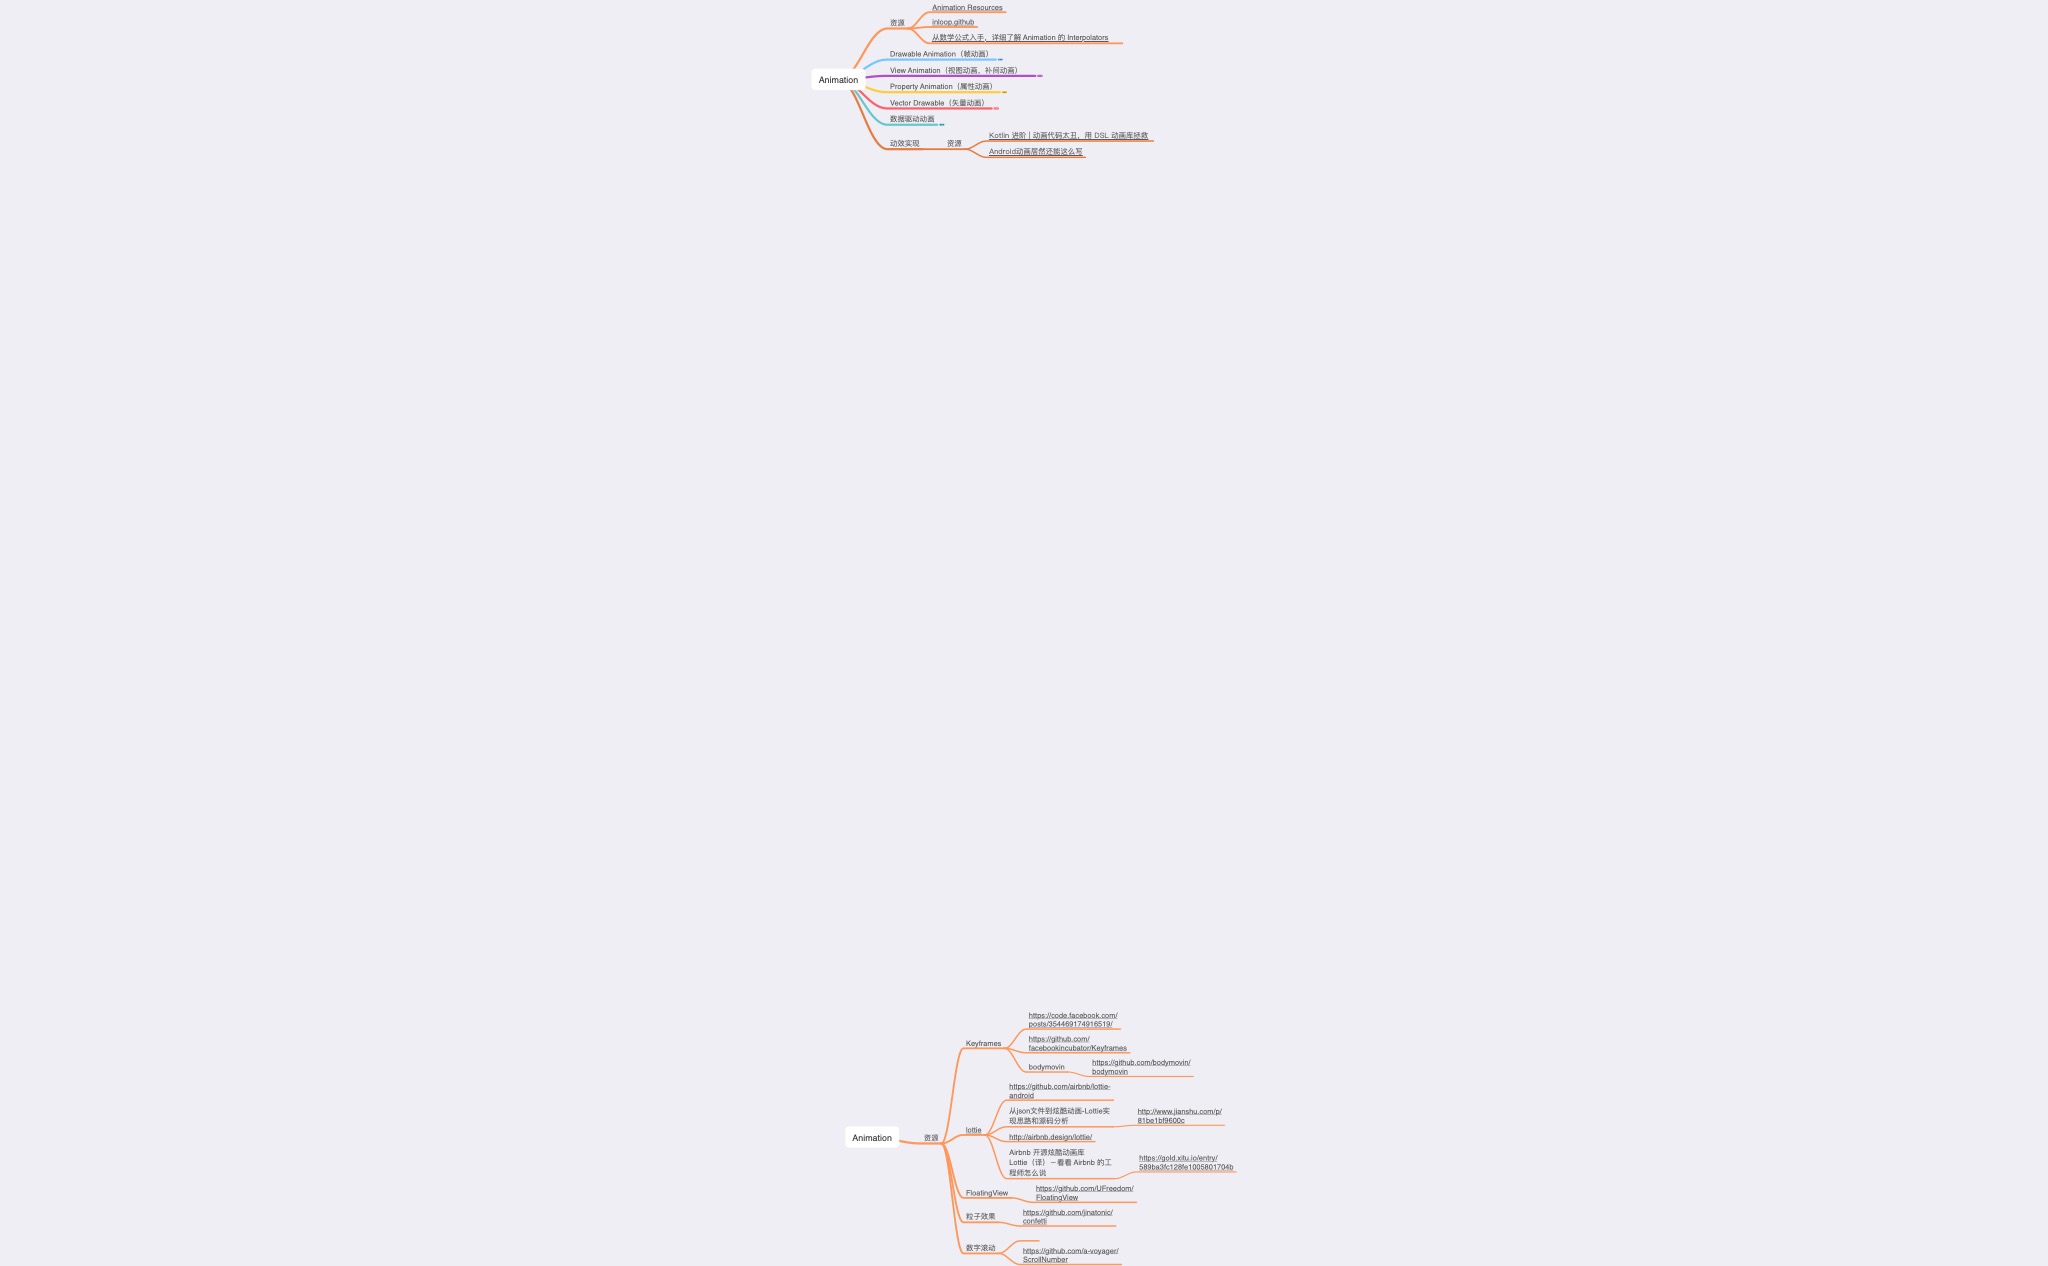 Animation Resources
资源
inloop.github
从数学公式入手，详细了解 Animation 的 Interpolators
Drawable Animation（帧动画）
View Animation（视图动画，补间动画）
Animation
Property Animation（属性动画）
Vector Drawable（矢量动画）
数据驱动动画
Kotlin 进阶 | 动画代码太丑，用 DSL 动画库拯救
动效实现
资源
Android动画居然还能这么写
https://code.facebook.com/
posts/354469174916519/
Keyframes
https://github.com/
facebookincubator/Keyframes
bodymovin
https://github.com/bodymovin/
bodymovin
https://github.com/airbnb/lottie-
android
从json文件到炫酷动画-Lottie实
现思路和源码分析
http://www.jianshu.com/p/
81be1bf9600c
lottie
Animation
资源
http://airbnb.design/lottie/
Airbnb 开源炫酷动画库
Lottie（译）－看看 Airbnb 的工
程师怎么说
https://gold.xitu.io/entry/
589ba3fc128fe1005801704b
FloatingView
https://github.com/UFreedom/
FloatingView
粒子效果
https://github.com/jinatonic/
confetti
数字滚动
https://github.com/a-voyager/
ScrollNumber